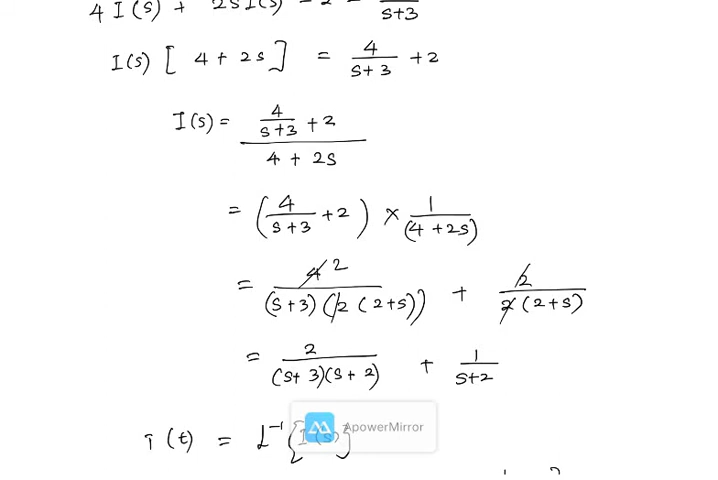 4 I(s) + 2s I(s) - 2 = /(s+3)
I(s) [ 4 + 2s ] = 4/(s+3) + 2
I(s) = (4/(s+3) + 2)/(4 + 2s)
= (4/(s+3) + 2) × 1/(4 + 2s)
= 4 2/((s+3)(2(2+s))) + 2/(2(2+s))
= 2/((s+3)(s+2)) + 1/(s+2)
i(t) = L⁻¹{I(s)}
ApowerMirror